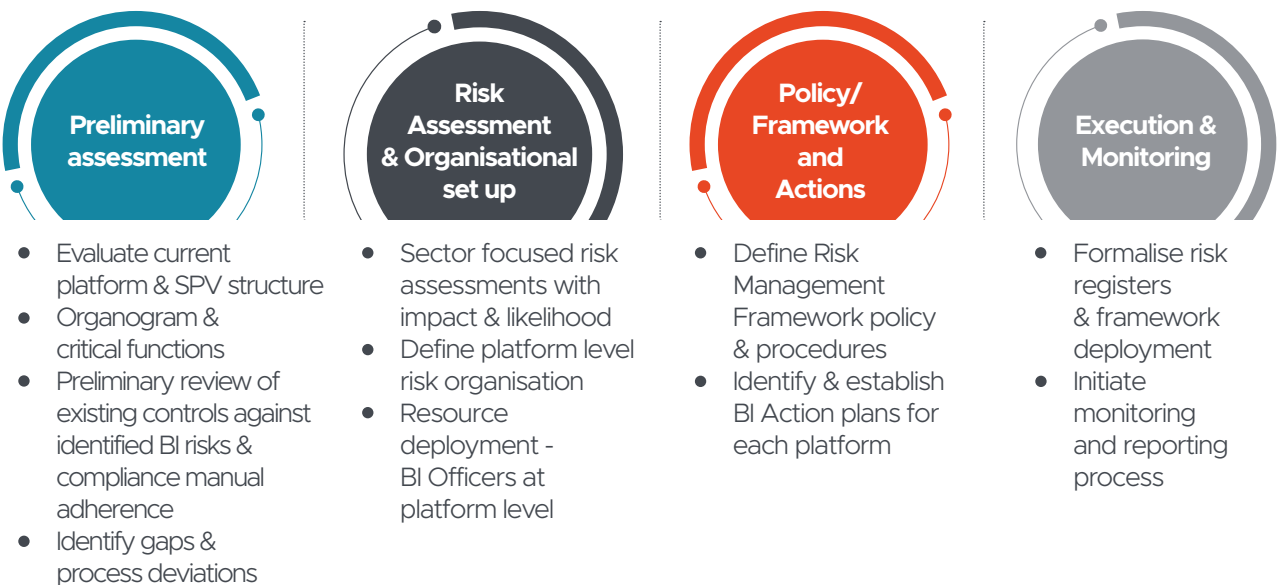 Preliminary
assessment
● Evaluate current
platform & SPV structure
● Organogram &
critical functions
● Preliminary review of
existing controls against
identified BI risks &
compliance manual
adherence
● Identify gaps &
process deviations
Risk
Assessment
& Organisational
set up
● Sector focused risk
assessments with
impact & likelihood
● Define platform level
risk organisation
● Resource
deployment -
BI Officers at
platform level
Policy/
Framework
and
Actions
● Define Risk
Management
Framework policy
& procedures
● Identify & establish
BI Action plans for
each platform
Execution &
Monitoring
● Formalise risk
registers
& framework
deployment
● Initiate
monitoring
and reporting
process